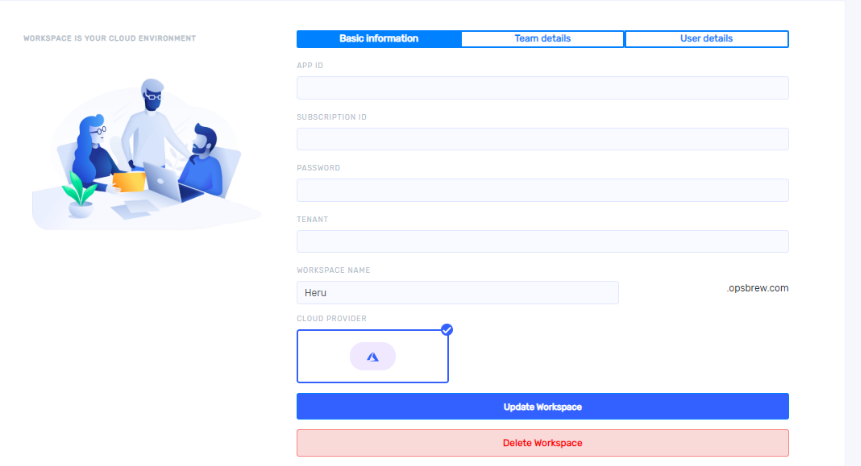 WORKSPACE IS YOUR CLOUD ENVIRONMENT
Basic information
Team details
User details
APP ID
SUBSCRIPTION ID
PASSWORD
TENANT
WORKSPACE NAME
Heru
.opsbrew.com
CLOUD PROVIDER
Update Workspace
Delete Workspace